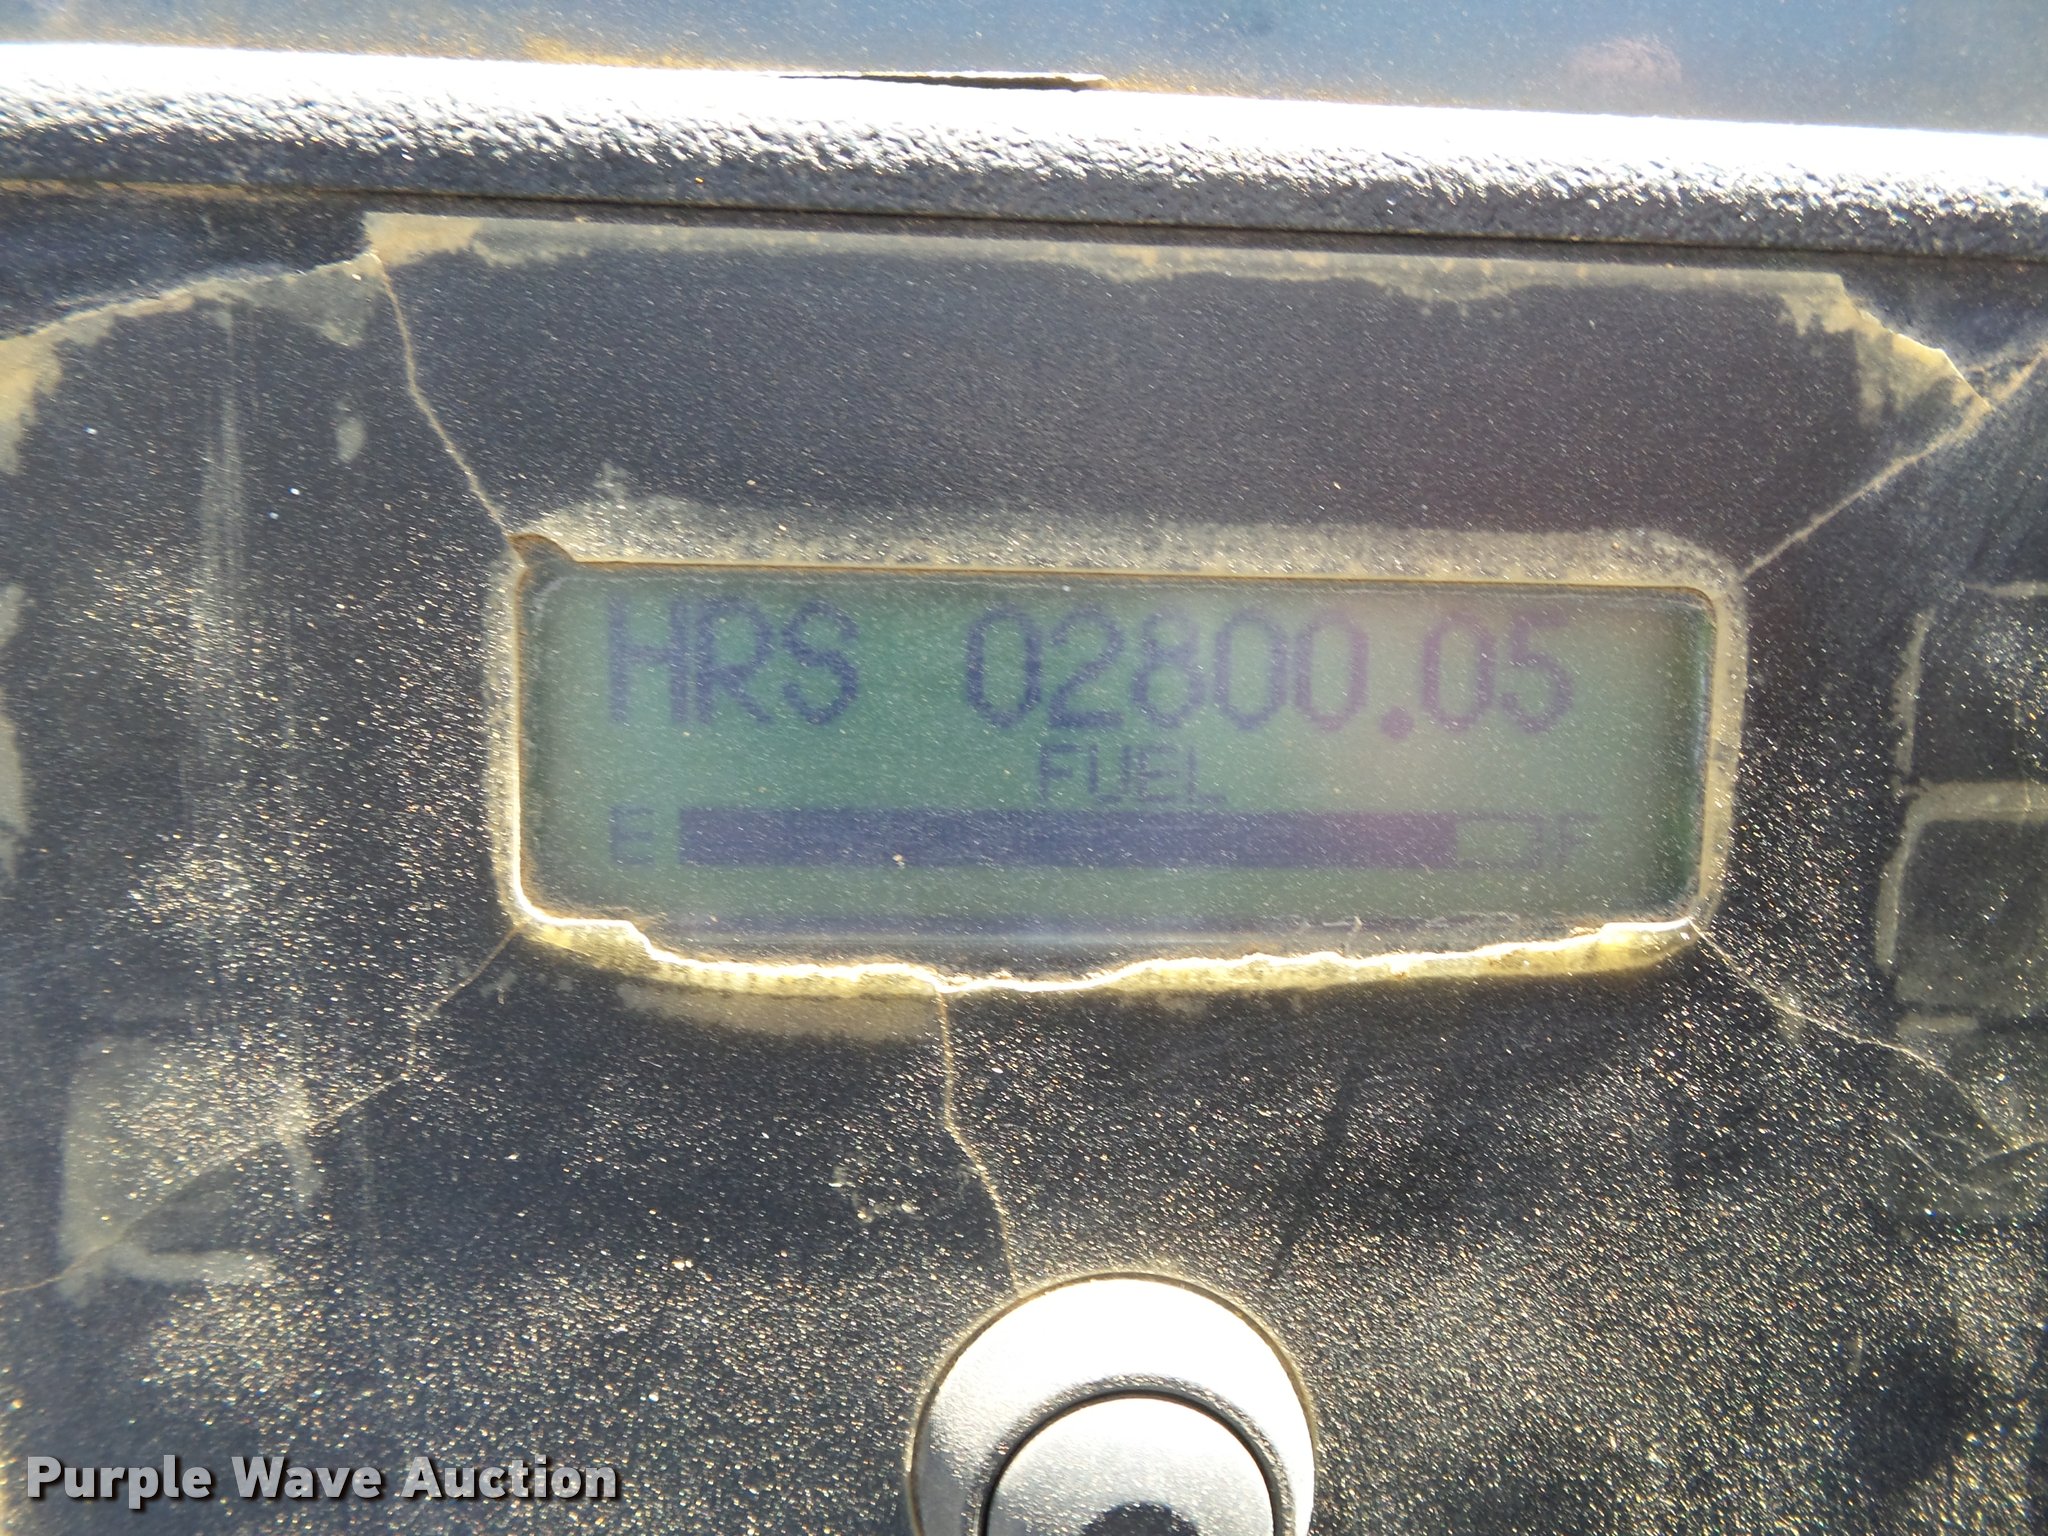 HRS 02800.05
FUEL
E F
Purple Wave Auction